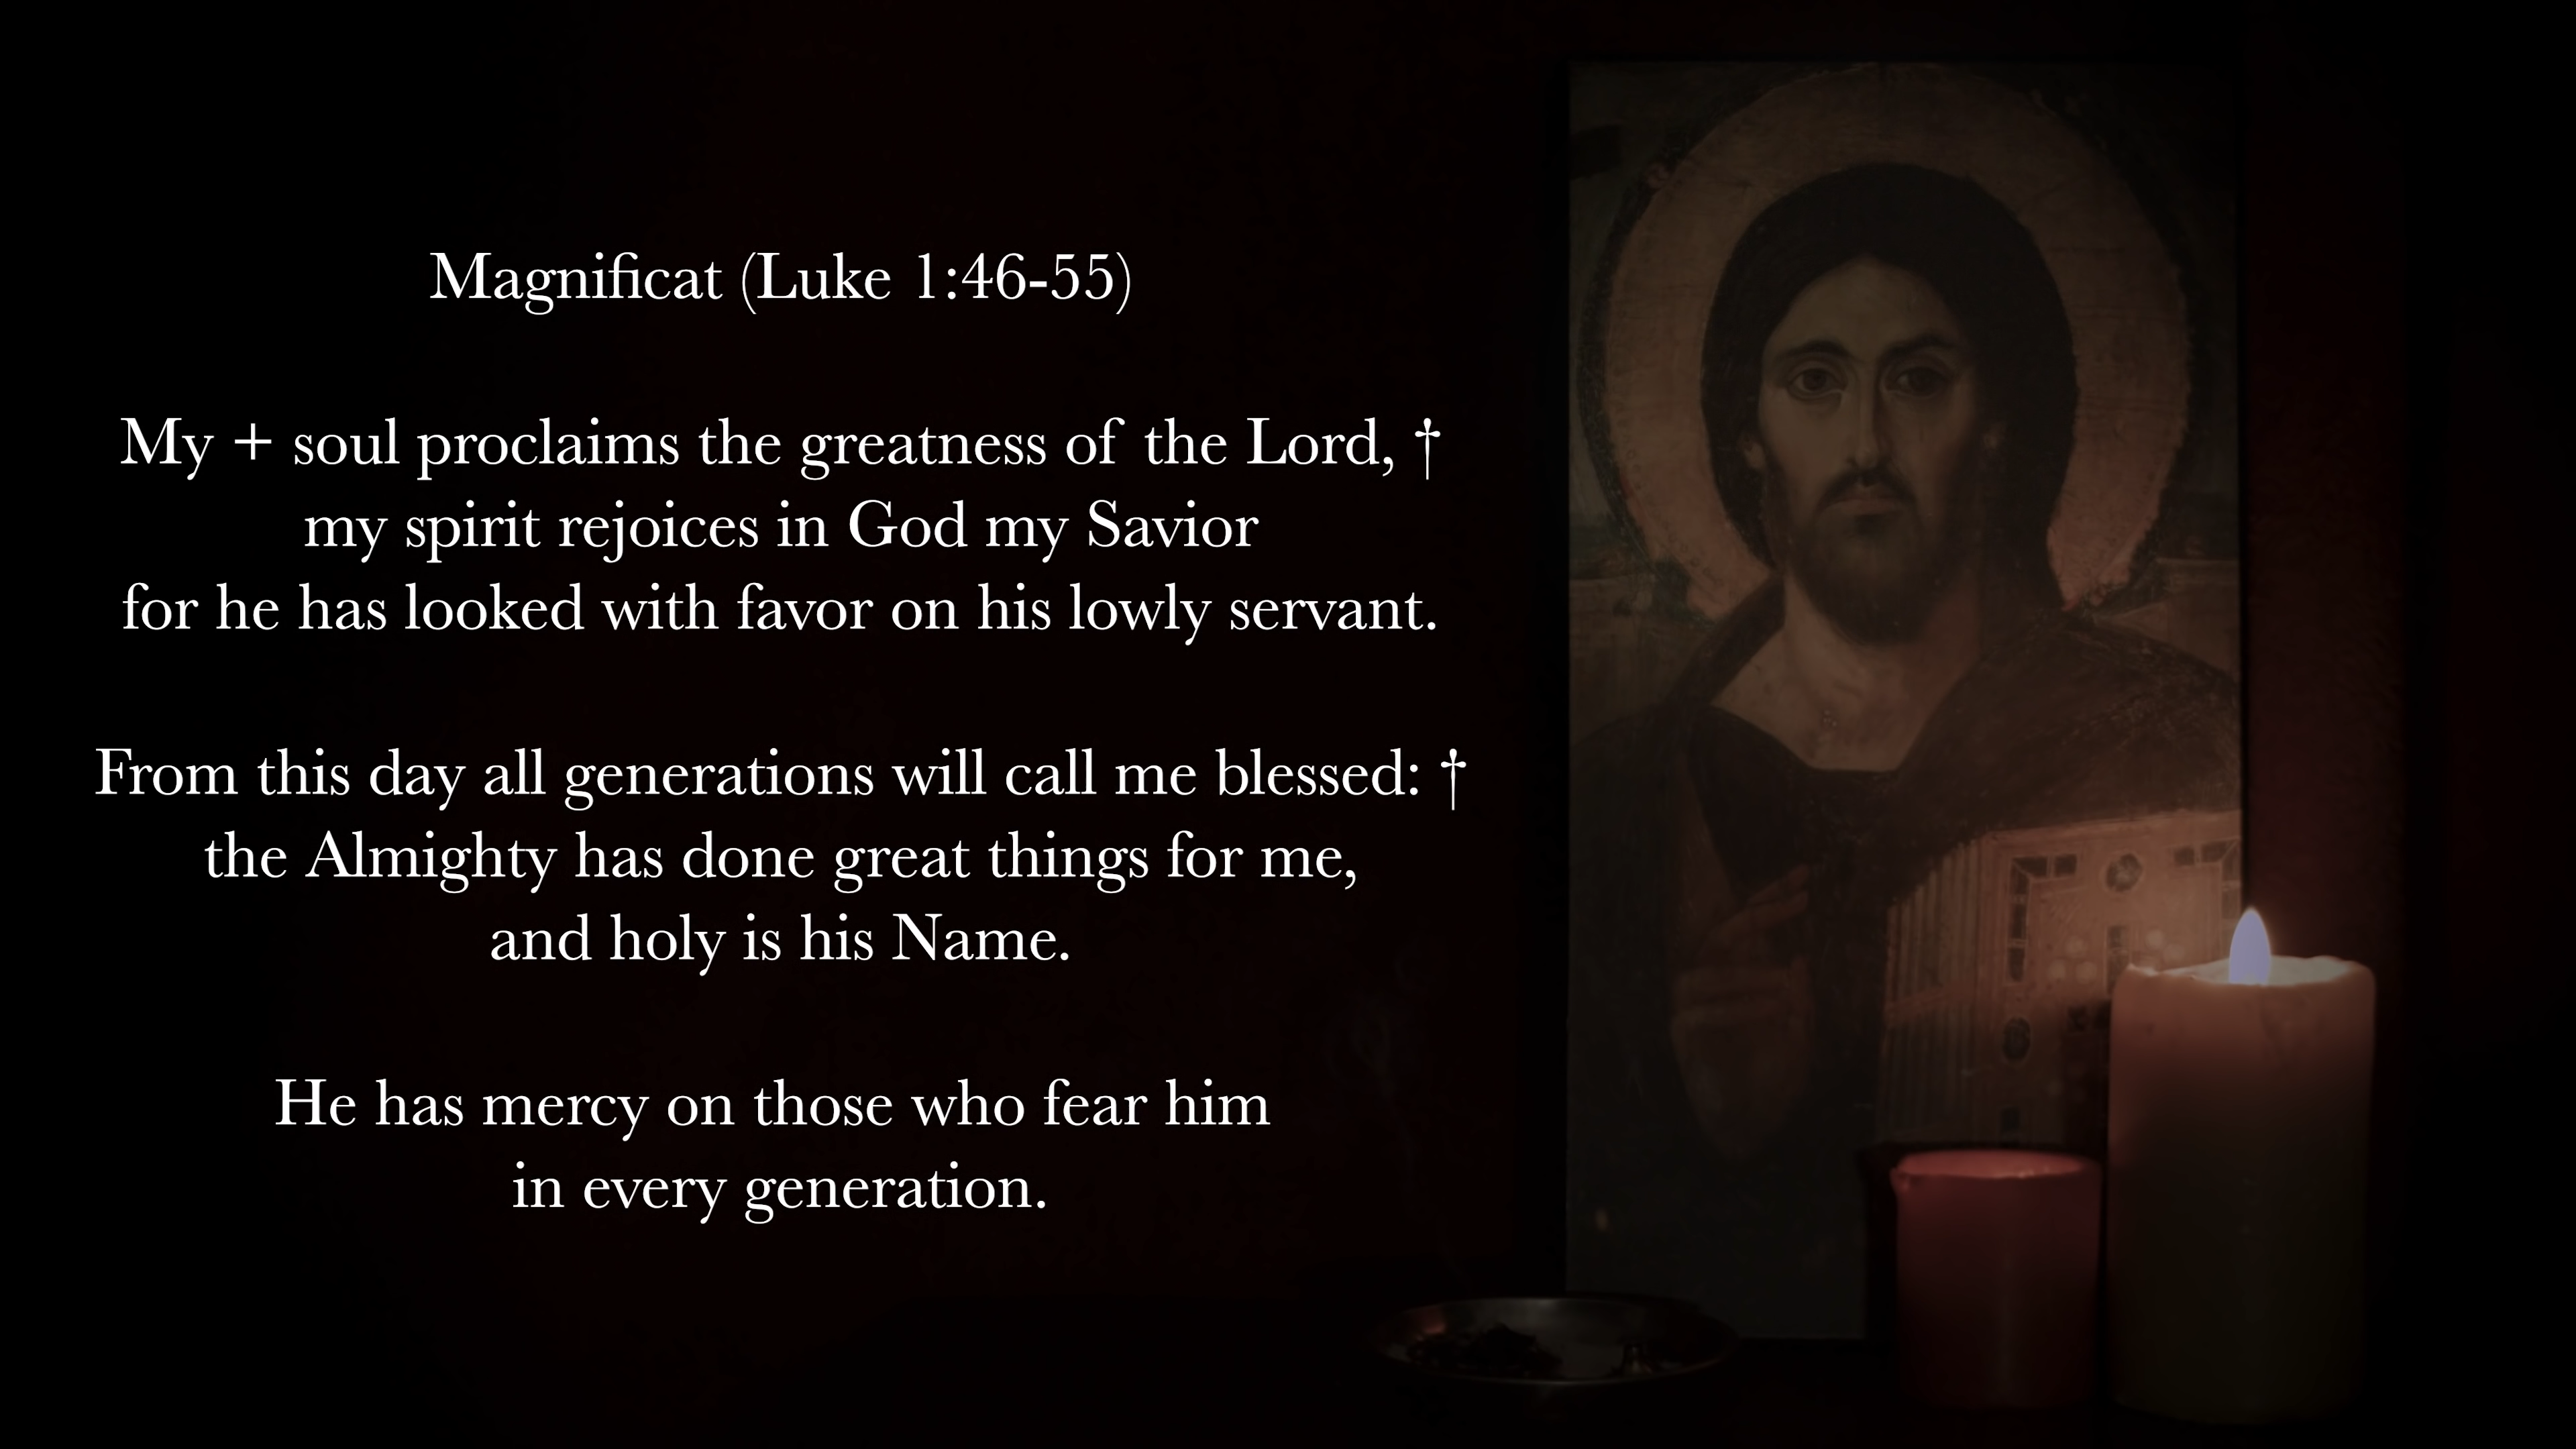 Magnificat (Luke 1:46-55)
My + soul proclaims the greatness of the Lord, †
my spirit rejoices in God my Savior
for he has looked with favor on his lowly servant.
From this day all generations will call me blessed: †
the Almighty has done great things for me,
and holy is his Name.
He has mercy on those who fear him
in every generation.